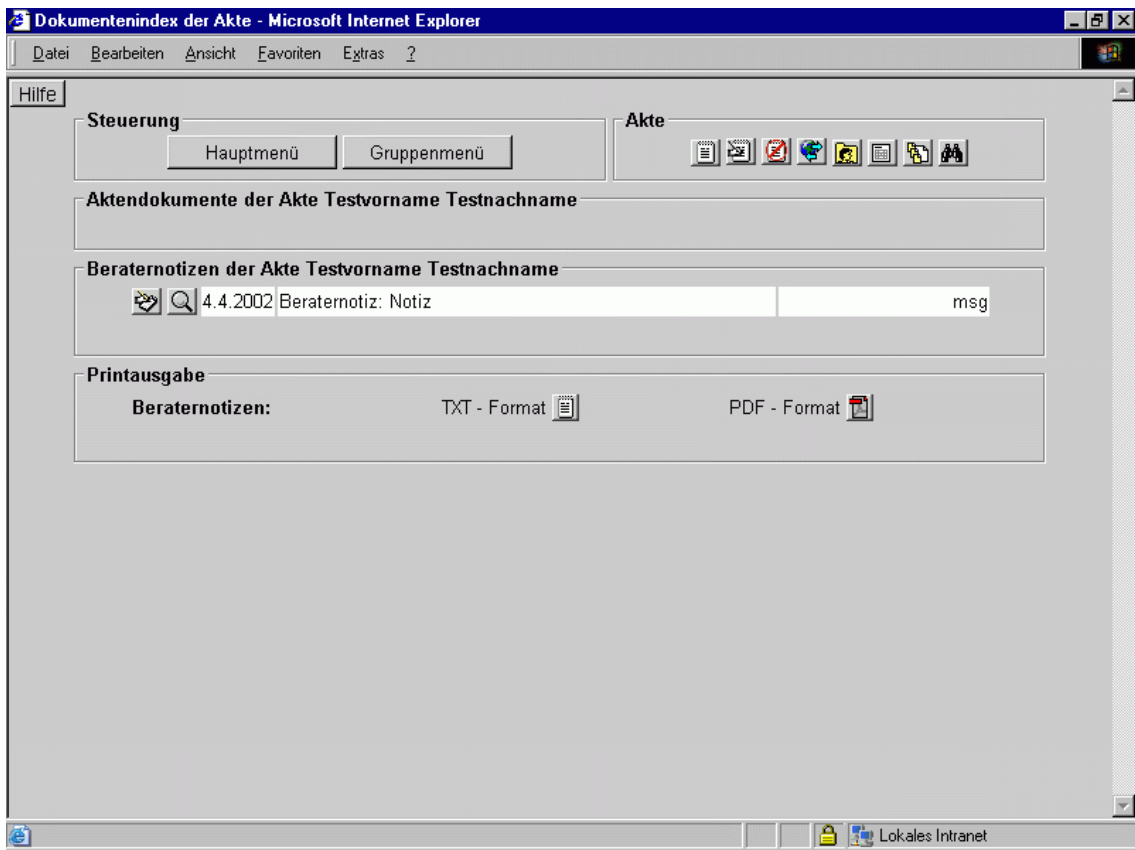 Dokumentenindex der Akte - Microsoft Internet Explorer
Datei Bearbeiten Ansicht Favoriten Extras ?
Hilfe
Steuerung
Hauptmenü Gruppenmenü
Akte
Aktendokumente der Akte Testvorname Testnachname
Beraternotizen der Akte Testvorname Testnachname
4.4.2002 Beraternotiz: Notiz msg
Printausgabe
Beraternotizen: TXT - Format PDF - Format
Lokales Intranet